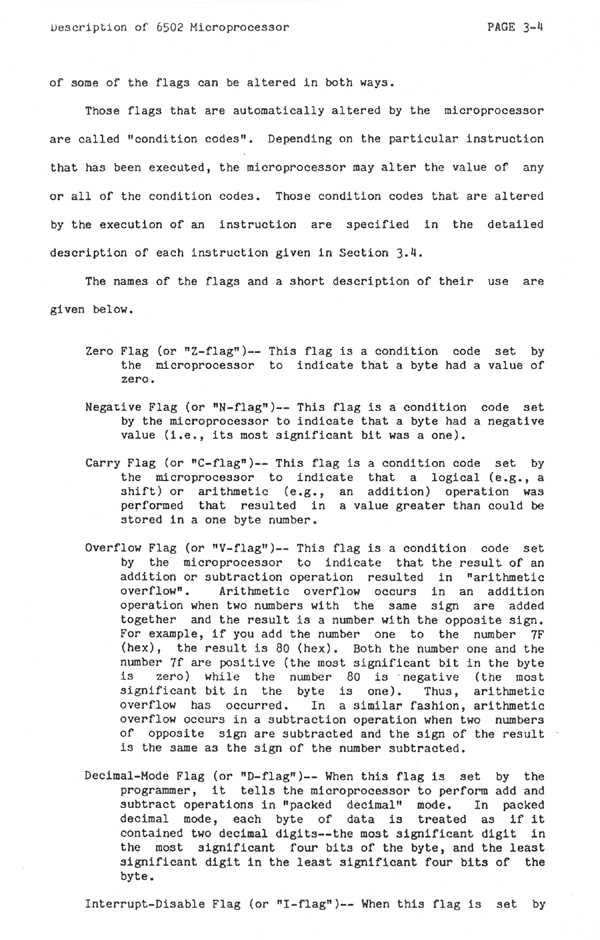 Description of 6502 Microprocessor PAGE 3-4
of some of the flags can be altered in both ways.
Those flags that are automatically altered by the microprocessor
are called "condition codes". Depending on the particular instruction
that has been executed, the microprocessor may alter the value of any
or all of the condition codes. Those condition codes that are altered
by the execution of an instruction are specified in the detailed
description of each instruction given in Section 3.4.
The names of the flags and a short description of their use are
given below.
Zero Flag (or "Z-flag")-- This flag is a condition code set by
the microprocessor to indicate that a byte had a value of
zero.
Negative Flag (or "N-flag")-- This flag is a condition code set
by the microprocessor to indicate that a byte had a negative
value (i.e., its most significant bit was a one).
Carry Flag (or "C-flag")-- This flag is a condition code set by
the microprocessor to indicate that a logical (e.g., a
shift) or arithmetic (e.g., an addition) operation was
performed that resulted in a value greater than could be
stored in a one byte number.
Overflow Flag (or "V-flag")-- This flag is a condition code set
by the microprocessor to indicate that the result of an
addition or subtraction operation resulted in "arithmetic
overflow". Arithmetic overflow occurs in an addition
operation when two numbers with the same sign are added
together and the result is a number with the opposite sign.
For example, if you add the number one to the number 7F
(hex), the result is 80 (hex). Both the number one and the
number 7f are positive (the most significant bit in the byte
is zero) while the number 80 is negative (the most
significant bit in the byte is one). Thus, arithmetic
overflow has occurred. In a similar fashion, arithmetic
overflow occurs in a subtraction operation when two numbers
of opposite sign are subtracted and the sign of the result
is the same as the sign of the number subtracted.
Decimal-Mode Flag (or "D-flag")-- When this flag is set by the
programmer, it tells the microprocessor to perform add and
subtract operations in "packed decimal" mode. In packed
decimal mode, each byte of data is treated as if it
contained two decimal digits--the most significant digit in
the most significant four bits of the byte, and the least
significant digit in the least significant four bits of the
byte.
Interrupt-Disable Flag (or "I-flag")-- When this flag is set by